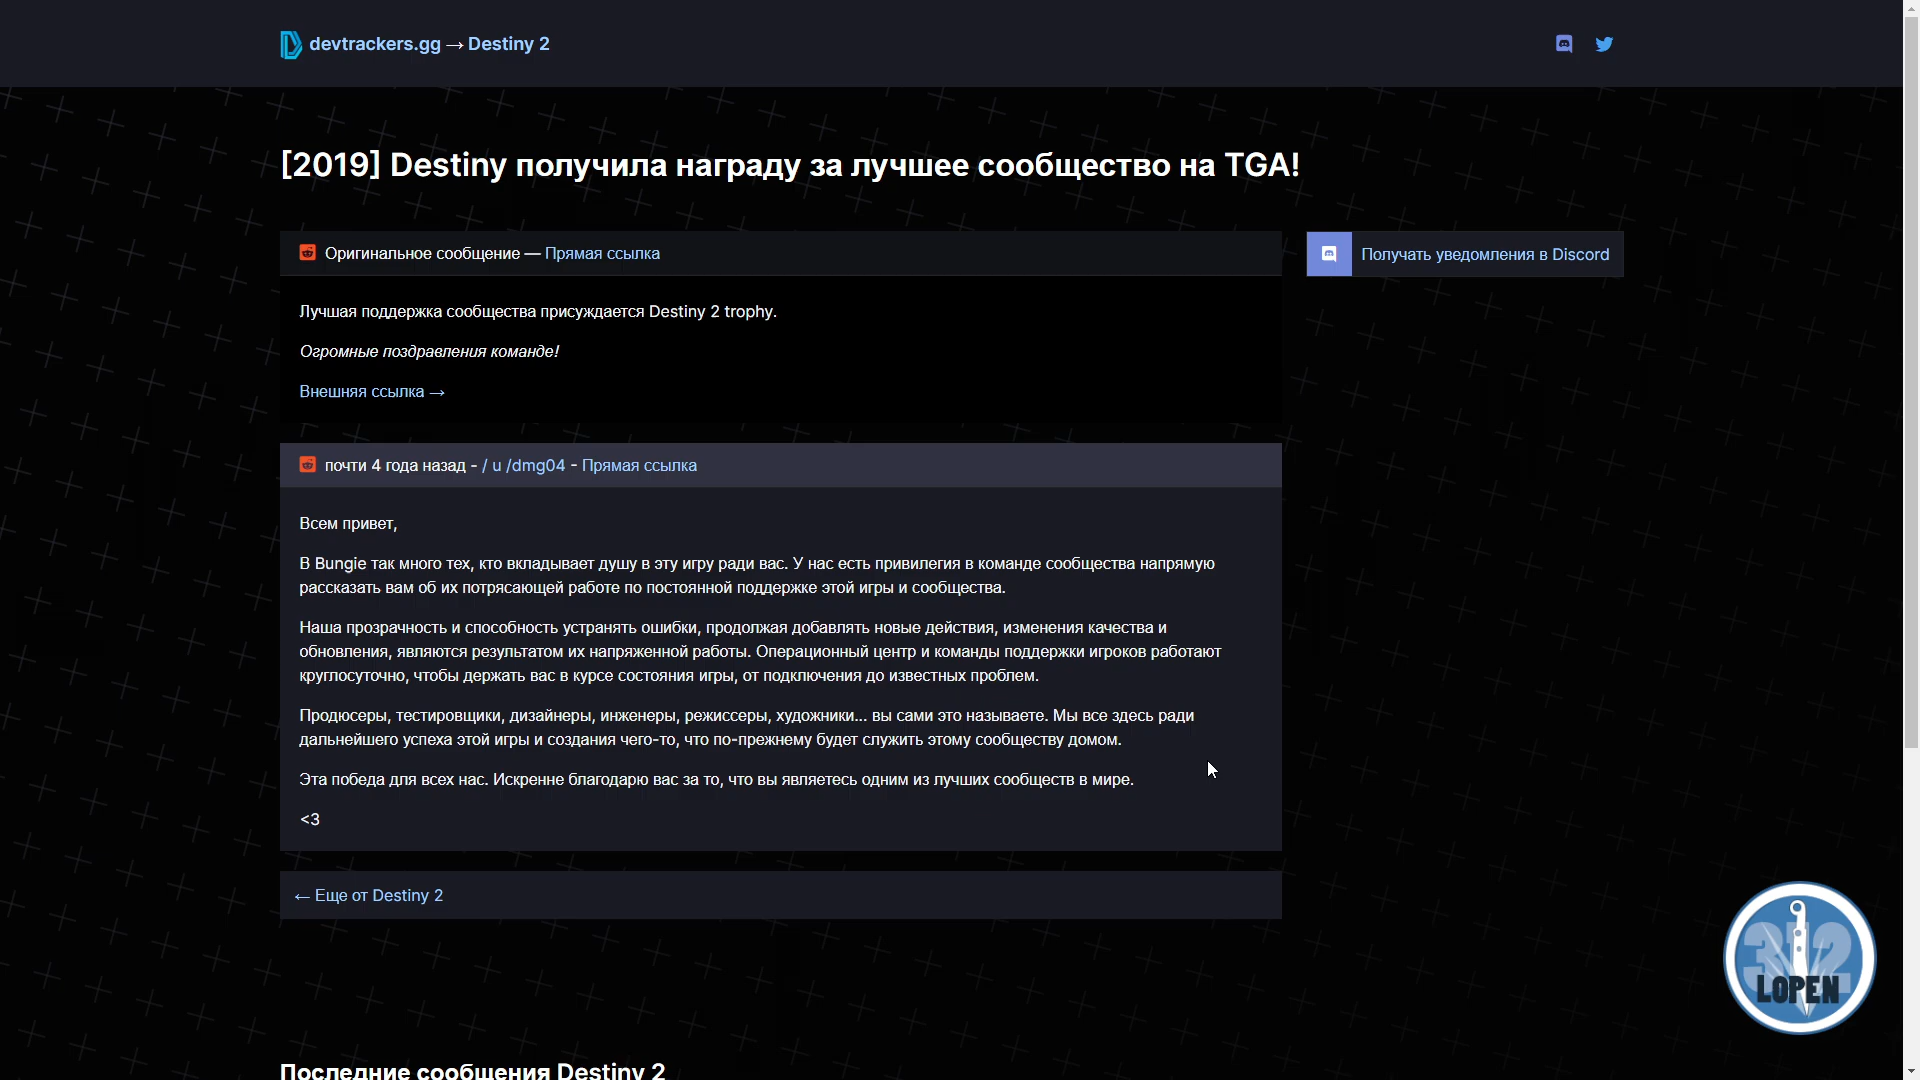 devtrackers.gg → Destiny 2
[2019] Destiny получила награду за лучшее сообщество на TGA!
Оригинальное сообщение — Прямая ссылка
Получать уведомления в Discord
Лучшая поддержка сообщества присуждается Destiny 2 trophy.
Огромные поздравления команде!
Внешняя ссылка →
почти 4 года назад - / u /dmg04 - Прямая ссылка
Всем привет,
В Bungie так много тех, кто вкладывает душу в эту игру ради вас. У нас есть привилегия в команде сообщества напрямую
рассказать вам об их потрясающей работе по постоянной поддержке этой игры и сообщества.
Наша прозрачность и способность устранять ошибки, продолжая добавлять новые действия, изменения качества и
обновления, являются результатом их напряженной работы. Операционный центр и команды поддержки игроков работают
круглосуточно, чтобы держать вас в курсе состояния игры, от подключения до известных проблем.
Продюсеры, тестировщики, дизайнеры, инженеры, режиссеры, художники... вы сами это называете. Мы все здесь ради
дальнейшего успеха этой игры и создания чего-то, что по-прежнему будет служить этому сообществу домом.
Эта победа для всех нас. Искренне благодарю вас за то, что вы являетесь одним из лучших сообществ в мире.
<3
← Еще от Destiny 2
312
LOPEN
Последние сообщения Destiny 2